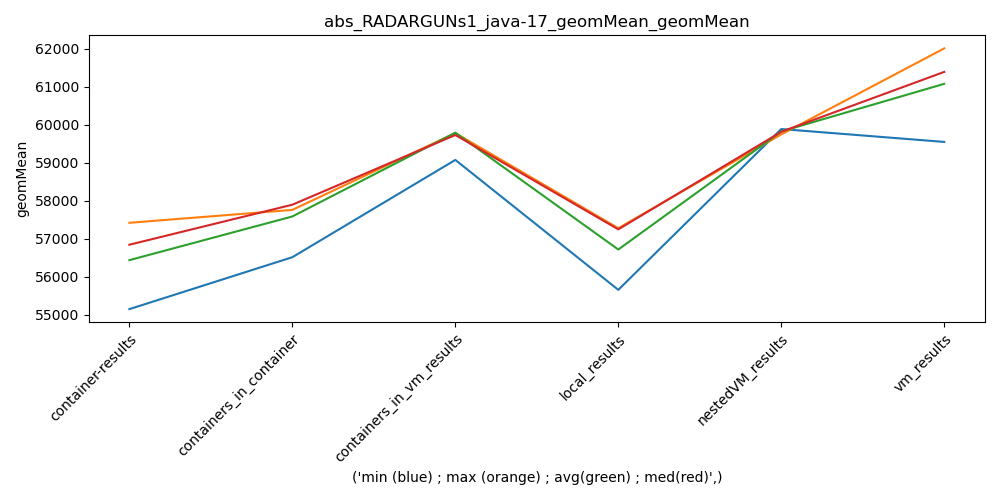 abs_RADARGUNs1_java-17_geomMean_geomMean
geomMean
62000
61000
60000
59000
58000
57000
56000
55000
container-results
containers_in_container
containers_in_vm_results
local_results
nestedVM_results
vm_results
('min (blue) ; max (orange) ; avg(green) ; med(red)',)